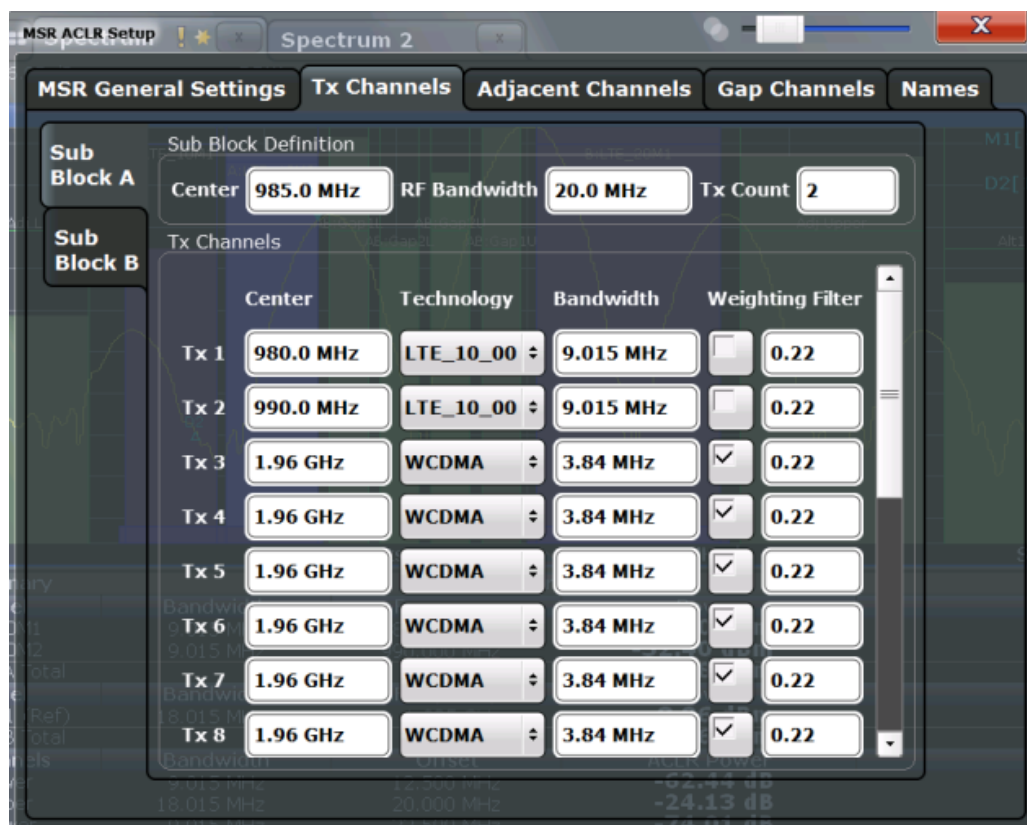 MSR ACLR Setup
Spectrum 2
MSR General Settings Tx Channels Adjacent Channels Gap Channels Names
Sub Block A
Sub Block B
Sub Block Definition
Center 985.0 MHz RF Bandwidth 20.0 MHz Tx Count 2
Tx Channels
Center Technology Bandwidth Weighting Filter
Tx 1 980.0 MHz LTE_10_00 9.015 MHz 0.22
Tx 2 990.0 MHz LTE_10_00 9.015 MHz 0.22
Tx 3 1.96 GHz WCDMA 3.84 MHz 0.22
Tx 4 1.96 GHz WCDMA 3.84 MHz 0.22
Tx 5 1.96 GHz WCDMA 3.84 MHz 0.22
Tx 6 1.96 GHz WCDMA 3.84 MHz 0.22
Tx 7 1.96 GHz WCDMA 3.84 MHz 0.22
Tx 8 1.96 GHz WCDMA 3.84 MHz 0.22
9.015 MHz 12.500 MHz -62.44 dB
18.015 MHz 20.000 MHz -24.13 dB